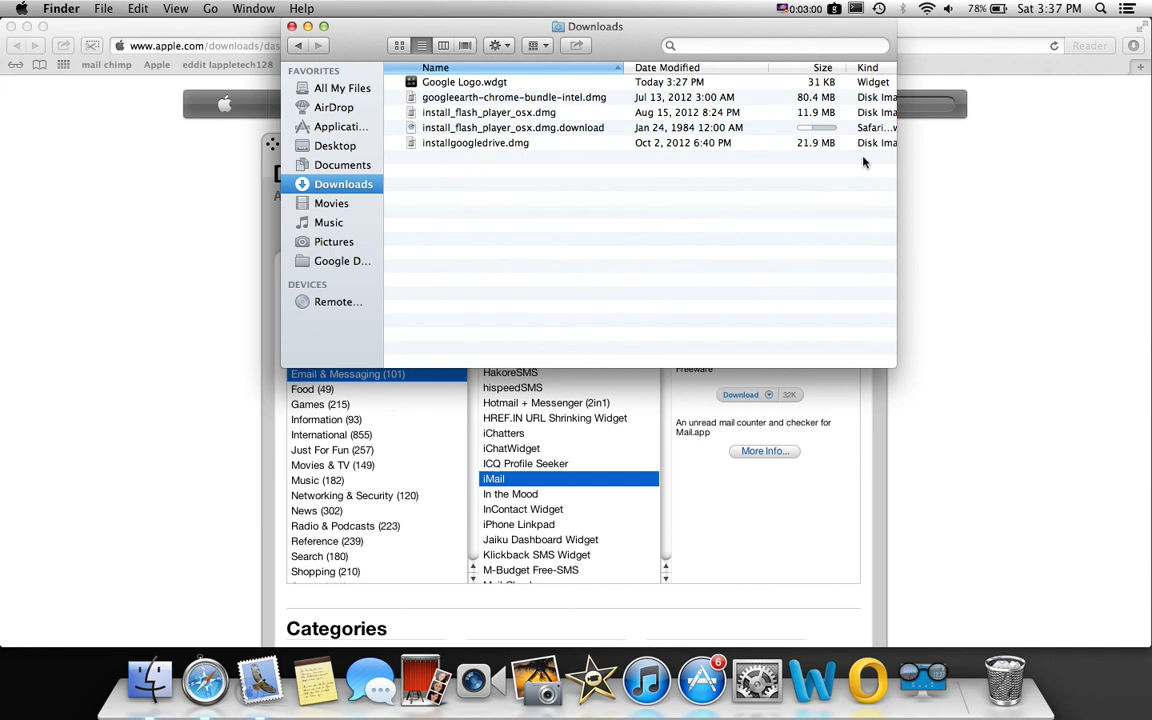 Finder File Edit View Go Window Help 0:03:00 78% Sat 3:37 PM
Downloads
www.apple.com/downloads/das Reader
mail chimp Apple eddit lappletech128
FAVORITES
All My Files
AirDrop
Applicati...
Desktop
Documents
Downloads
Movies
Music
Pictures
Google D...
DEVICES
Remote...
Name Date Modified Size Kind
Google Logo.wdgt Today 3:27 PM 31 KB Widget
googleearth-chrome-bundle-intel.dmg Jul 13, 2012 3:00 AM 80.4 MB Disk Ima
install_flash_player_osx.dmg Aug 15, 2012 8:24 PM 11.9 MB Disk Ima
install_flash_player_osx.dmg.download Jan 24, 1984 12:00 AM Safari...w
installgoogledrive.dmg Oct 2, 2012 6:40 PM 21.9 MB Disk Ima
Email & Messaging (101)
Food (49)
Games (215)
Information (93)
International (855)
Just For Fun (257)
Movies & TV (149)
Music (182)
Networking & Security (120)
News (302)
Radio & Podcasts (223)
Reference (239)
Search (180)
Shopping (210)
HakoreSMS
hispeedSMS
Hotmail + Messenger (2in1)
HREF.IN URL Shrinking Widget
iChatters
iChatWidget
ICQ Profile Seeker
iMail
In the Mood
InContact Widget
iPhone Linkpad
Jaiku Dashboard Widget
Klickback SMS Widget
M-Budget Free-SMS
Freeware
Download 32K
An unread mail counter and checker for
Mail.app
More Info...
Categories
6